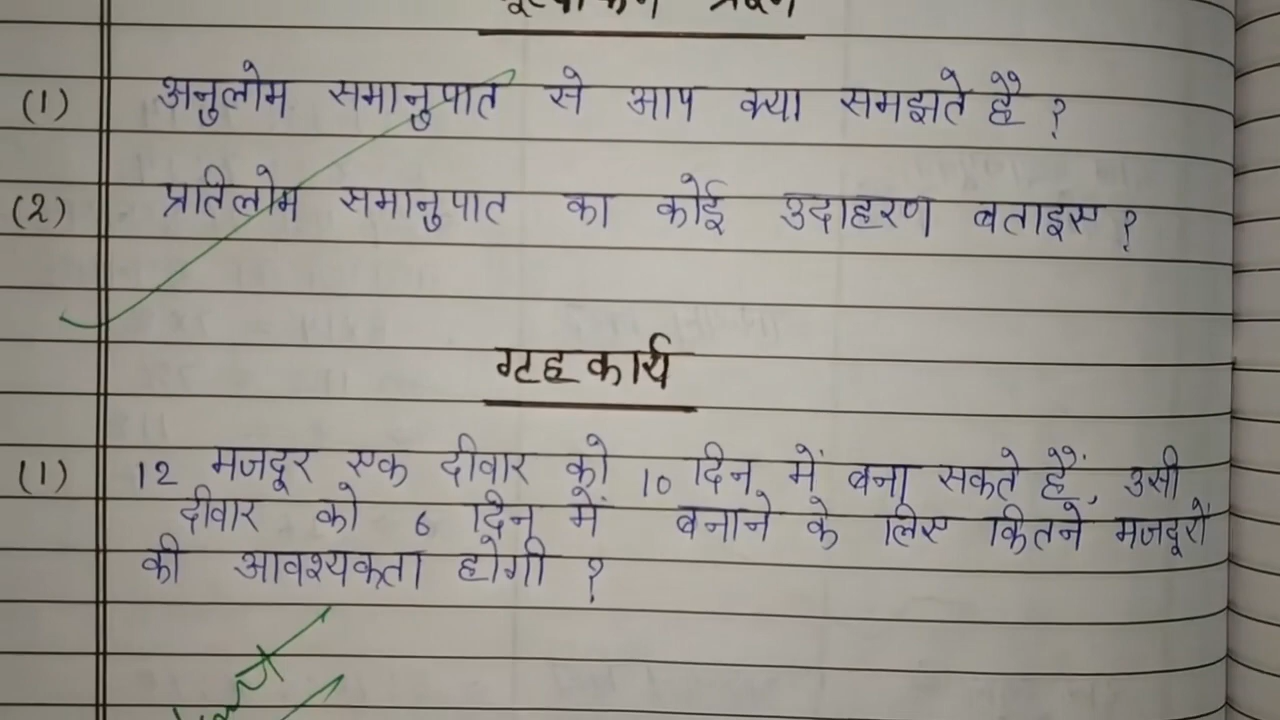 (1) अनुलोम समानुपात से आप क्या समझते है ?
(2) प्रतिलोम समानुपात का कोई उदाहरण बताइए ?
गृहकार्य
(1) 12 मजदूर एक दीवार को 10 दिन में बना सकते हैं, उसी
दीवार को 6 दिन में बनाने के लिए कितने मजदूरों
की आवश्यकता होगी ?